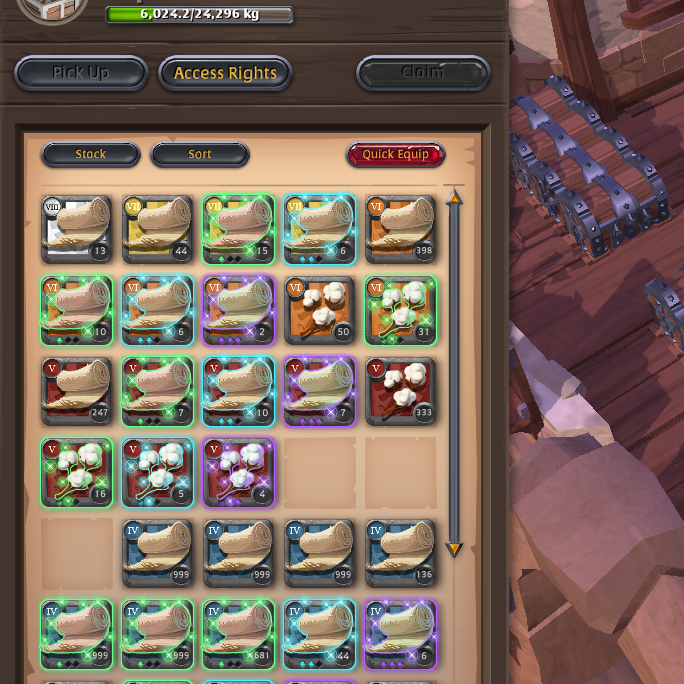 6,024.2/24,296 kg
Pick Up Access Rights Claim
Stack Sort Quick Equip
VIII 13 VII 44 VII 15 VII 6 VI 398
VI 10 VI 6 VI 2 VI 50 VI 31
V 247 V 7 V 10 V 7 V 333
V 16 V 5 V 4
IV 999 IV 999 IV 999 IV 136
IV 999 IV 999 IV 681 IV 44 IV 6